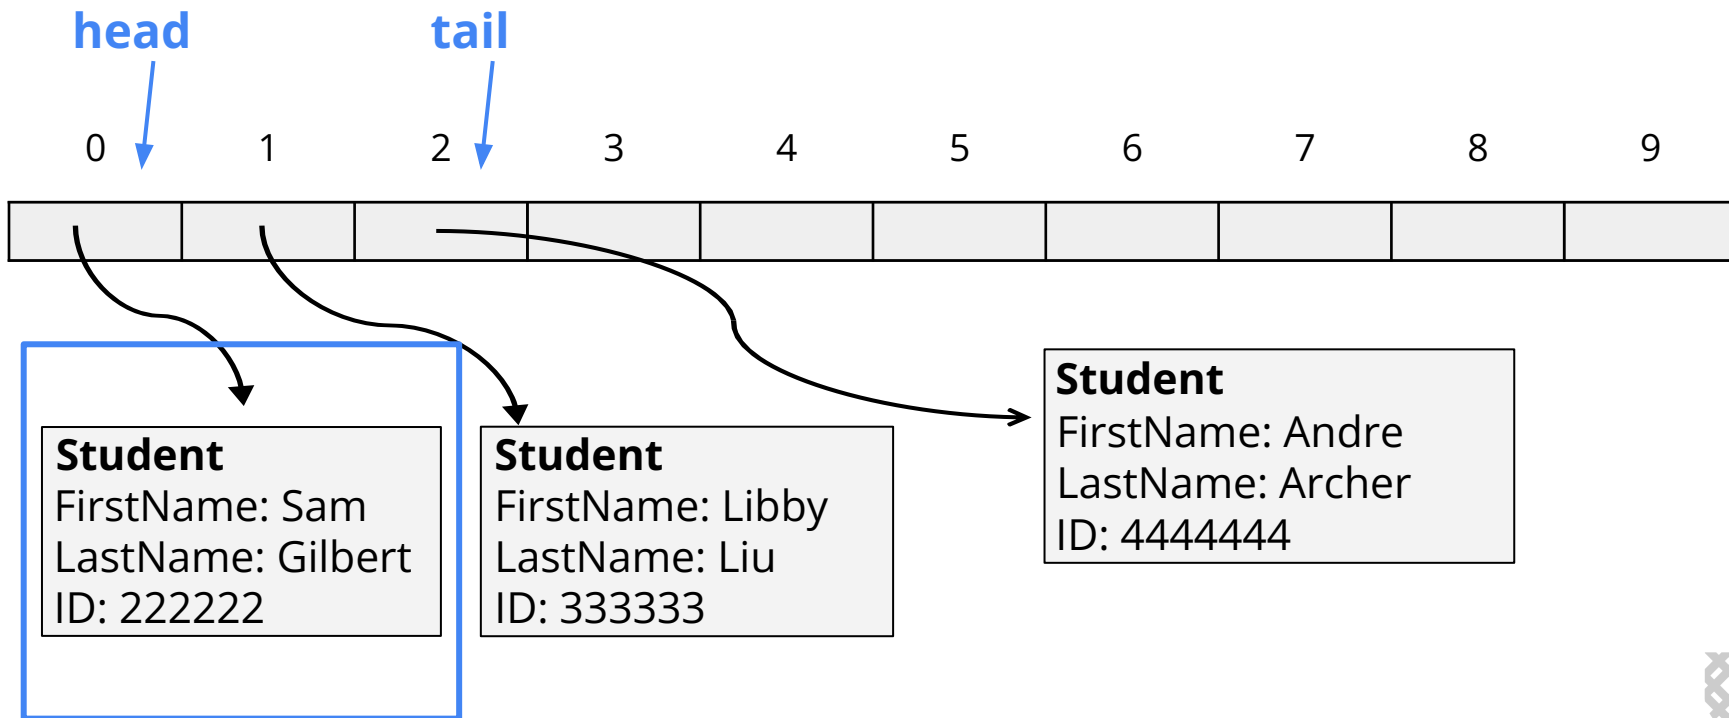 head tail
0 1 2 3 4 5 6 7 8 9
Student
FirstName: Sam
LastName: Gilbert
ID: 222222
Student
FirstName: Libby
LastName: Liu
ID: 333333
Student
FirstName: Andre
LastName: Archer
ID: 4444444